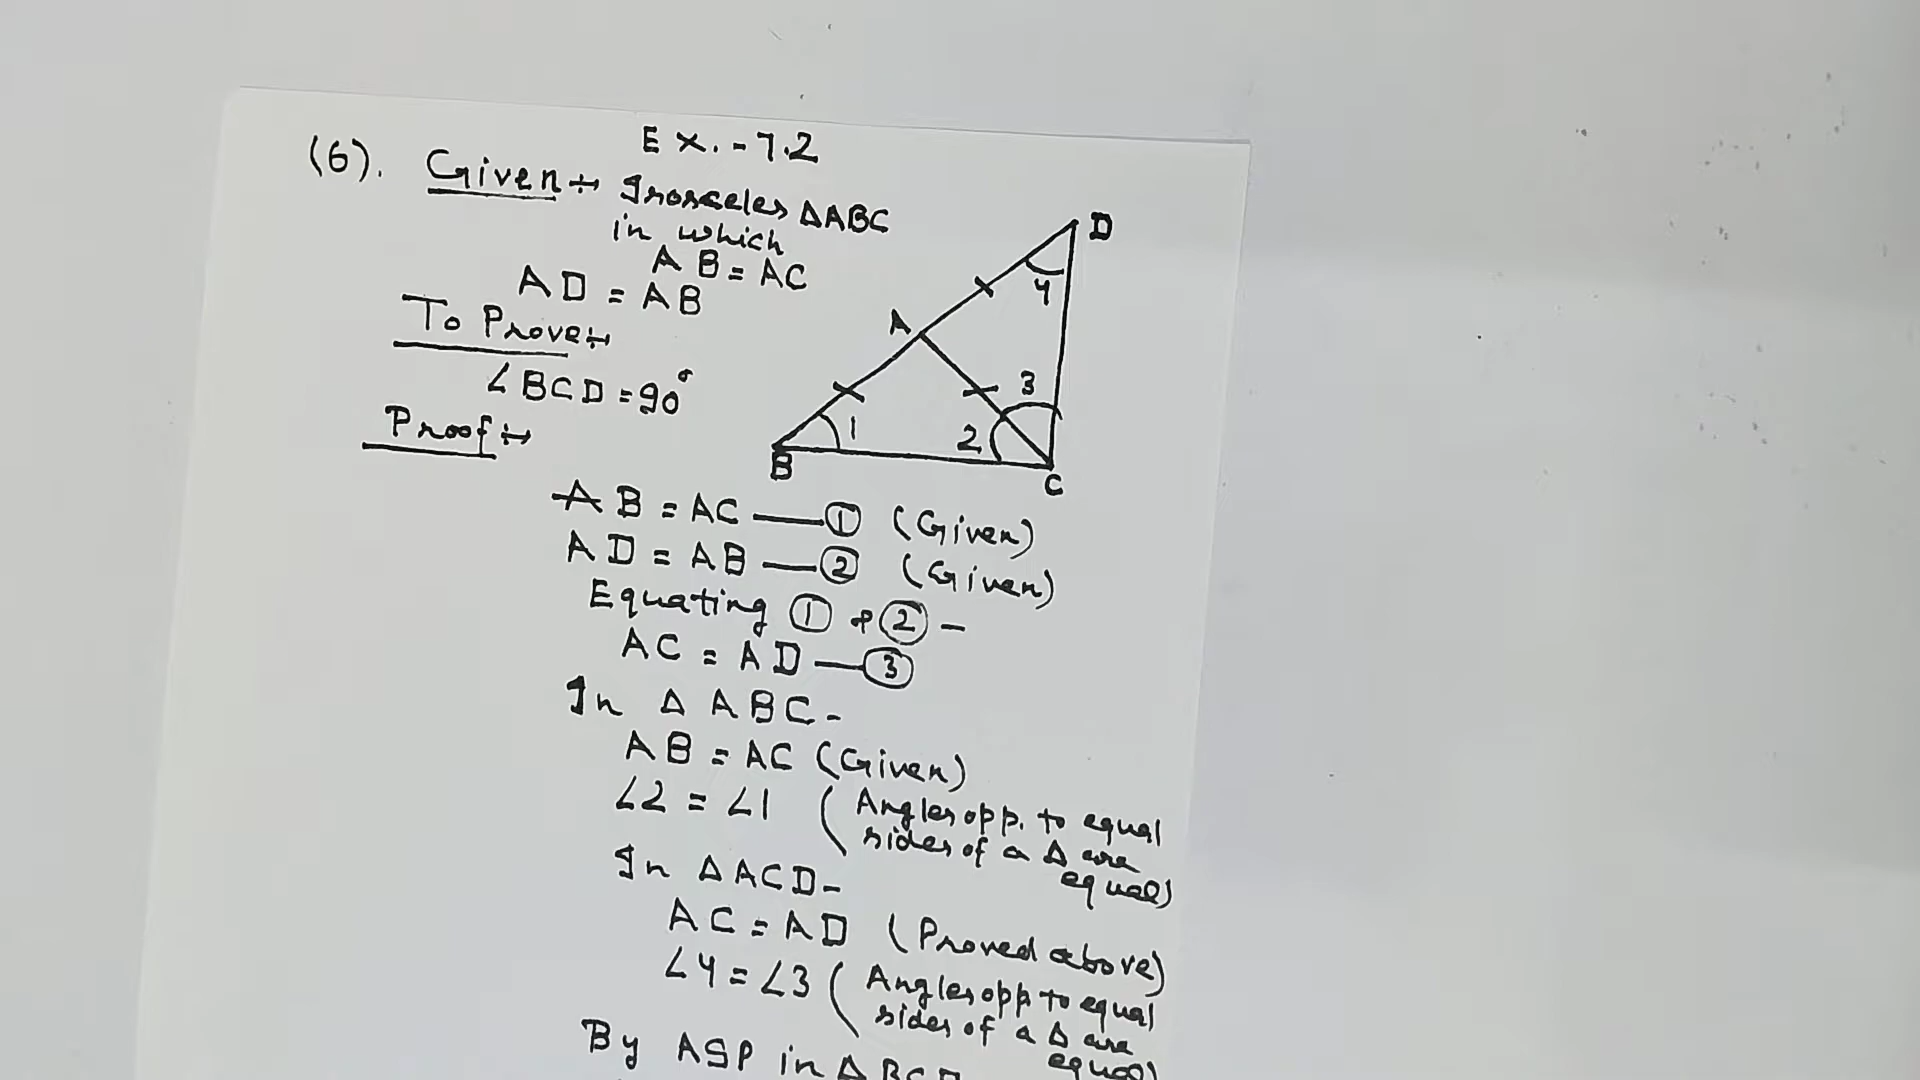 Ex. - 7.2
(6). Given :- Isosceles ΔABC
in which
AB = AC
AD = AB
To Prove :-
∠BCD = 90°
Proof :-
D
4
A
3
1
2
B
C
AB = AC — ① (Given)
AD = AB — ② (Given)
Equating ① & ② -
AC = AD — ③
In Δ ABC -
AB = AC (Given)
∠2 = ∠1 (Angles opp. to equal
sides of a Δ are
equal)
In ΔACD -
AC = AD (Proved above)
∠4 = ∠3 (Angles opp to equal
sides of a Δ are
equal)
By ASP in Δ BCD